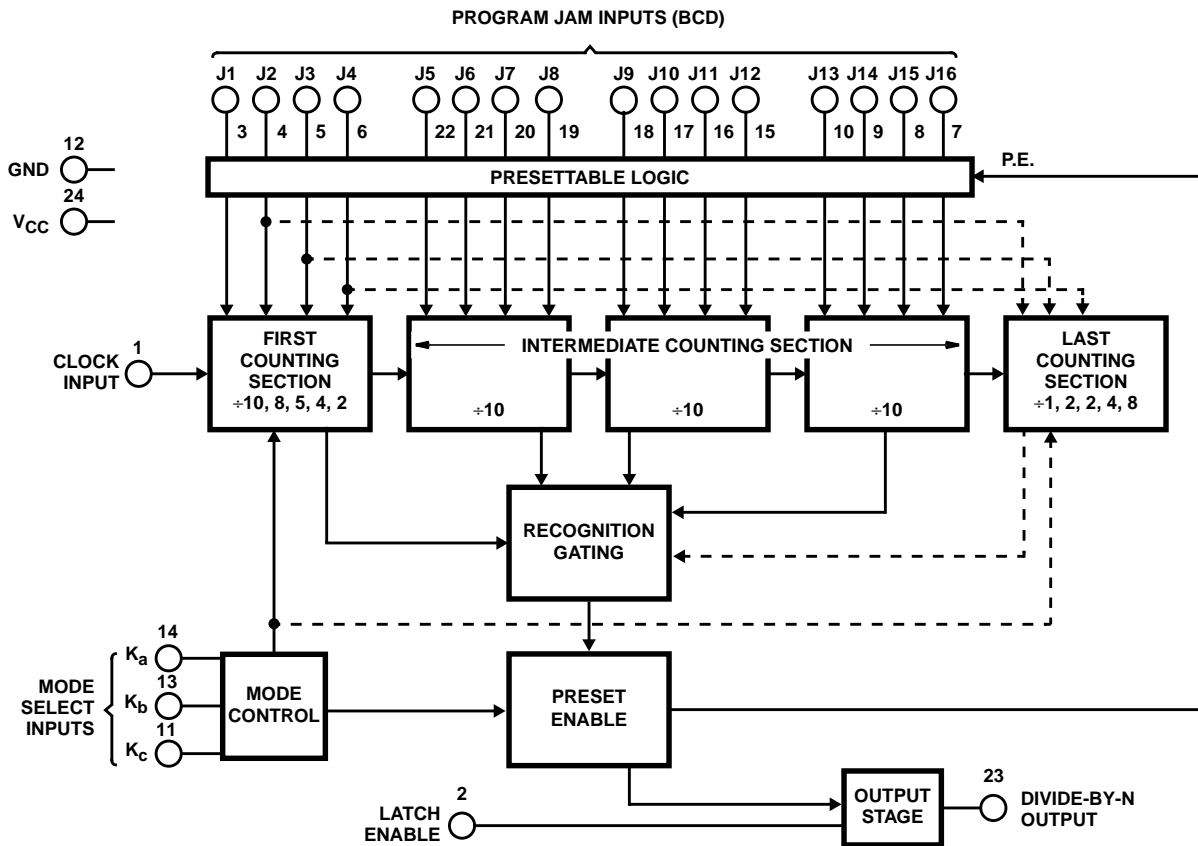 PROGRAM JAM INPUTS (BCD)
J1 J2 J3 J4 J5 J6 J7 J8 J9 J10 J11 J12 J13 J14 J15 J16
3 4 5 6 22 21 20 19 18 17 16 15 10 9 8 7
12
GND
24
VCC
PRESETTABLE LOGIC
P.E.
1
CLOCK
INPUT
FIRST
COUNTING
SECTION
÷10, 8, 5, 4, 2
INTERMEDIATE COUNTING SECTION
÷10 ÷10 ÷10
LAST
COUNTING
SECTION
÷1, 2, 2, 4, 8
RECOGNITION
GATING
MODE
SELECT
INPUTS
14
Ka
13
Kb
11
Kc
MODE
CONTROL
PRESET
ENABLE
2
LATCH
ENABLE
OUTPUT
STAGE
23
DIVIDE-BY-N
OUTPUT